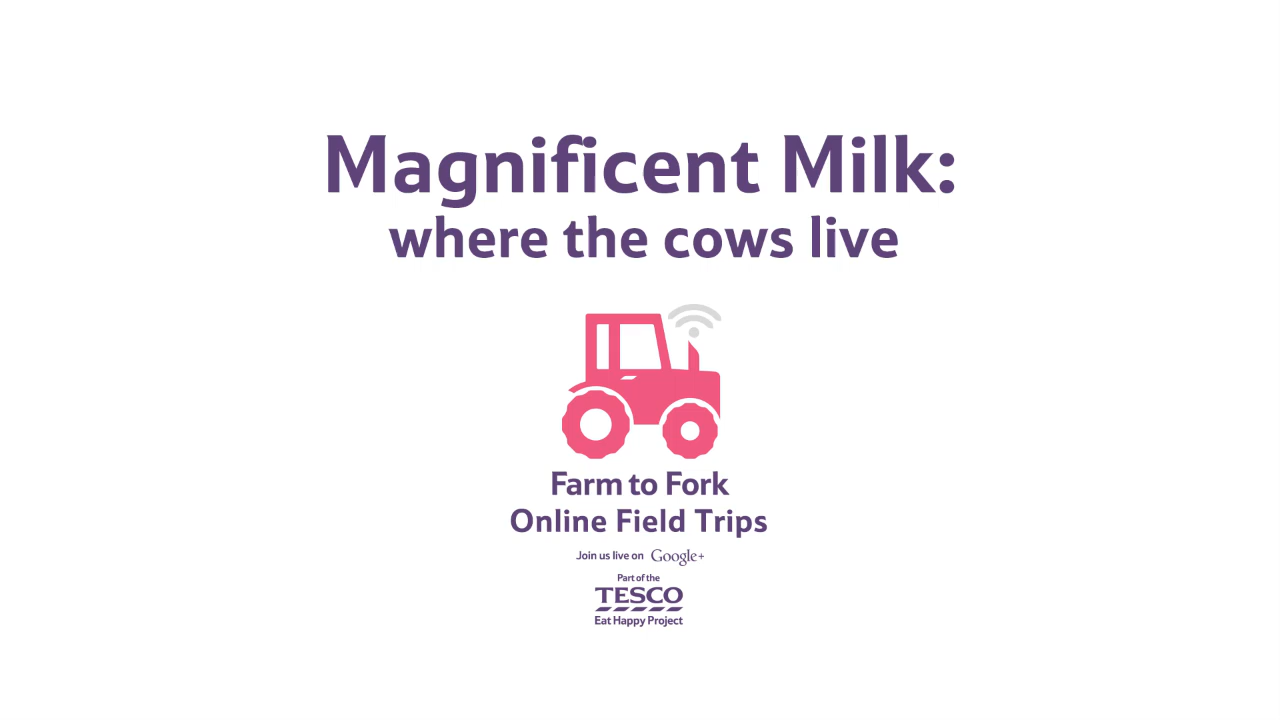 Magnificent Milk:
where the cows live
Farm to Fork
Online Field Trips
Join us live on Google+
Part of the
TESCO
Eat Happy Project